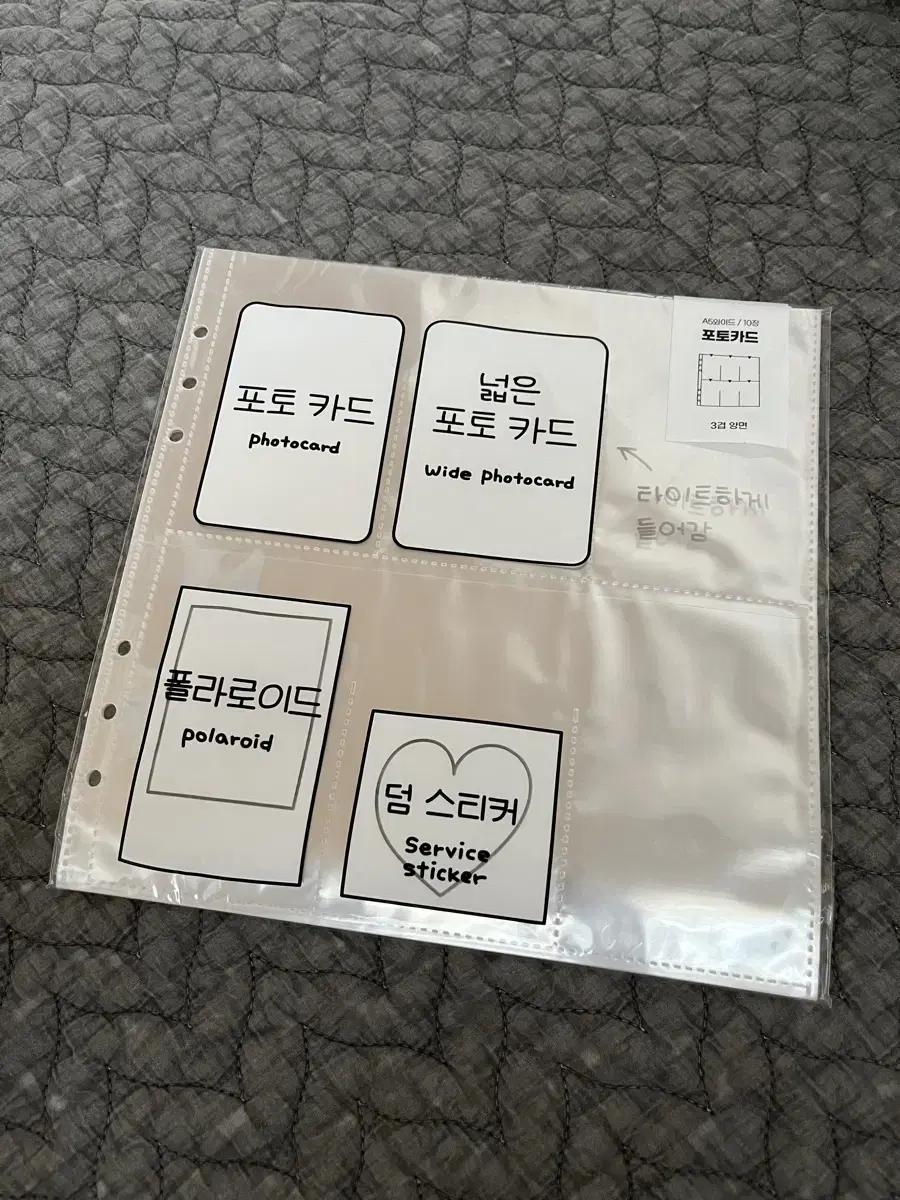 포토 카드
photocard
넓은
포토 카드
Wide photocard
타이트하게
들어감
A5와이드 / 10장
포토카드
3겹 양면
폴라로이드
polaroid
덤 스티커
Service
sticker